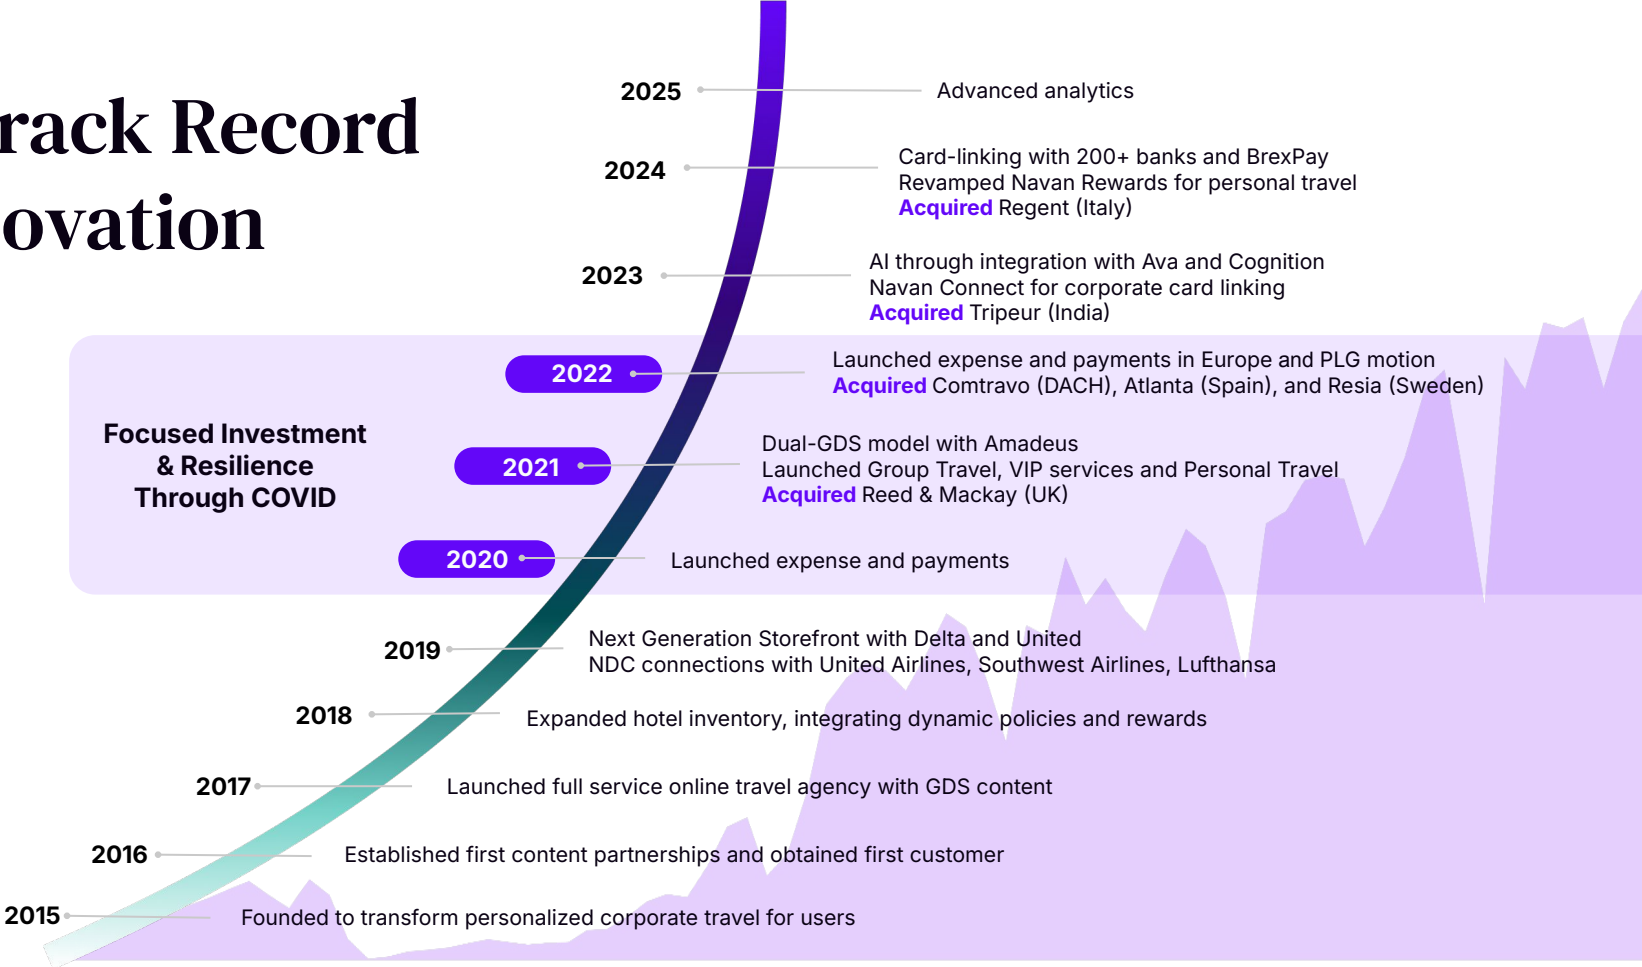 rack Record
ovation
2025
Advanced analytics
2024
Card-linking with 200+ banks and BrexPay
Revamped Navan Rewards for personal travel
Acquired Regent (Italy)
2023
AI through integration with Ava and Cognition
Navan Connect for corporate card linking
Acquired Tripeur (India)
Focused Investment
& Resilience
Through COVID
2022
Launched expense and payments in Europe and PLG motion
Acquired Comtravo (DACH), Atlanta (Spain), and Resia (Sweden)
2021
Dual-GDS model with Amadeus
Launched Group Travel, VIP services and Personal Travel
Acquired Reed & Mackay (UK)
2020
Launched expense and payments
2019
Next Generation Storefront with Delta and United
NDC connections with United Airlines, Southwest Airlines, Lufthansa
2018
Expanded hotel inventory, integrating dynamic policies and rewards
2017
Launched full service online travel agency with GDS content
2016
Established first content partnerships and obtained first customer
2015
Founded to transform personalized corporate travel for users